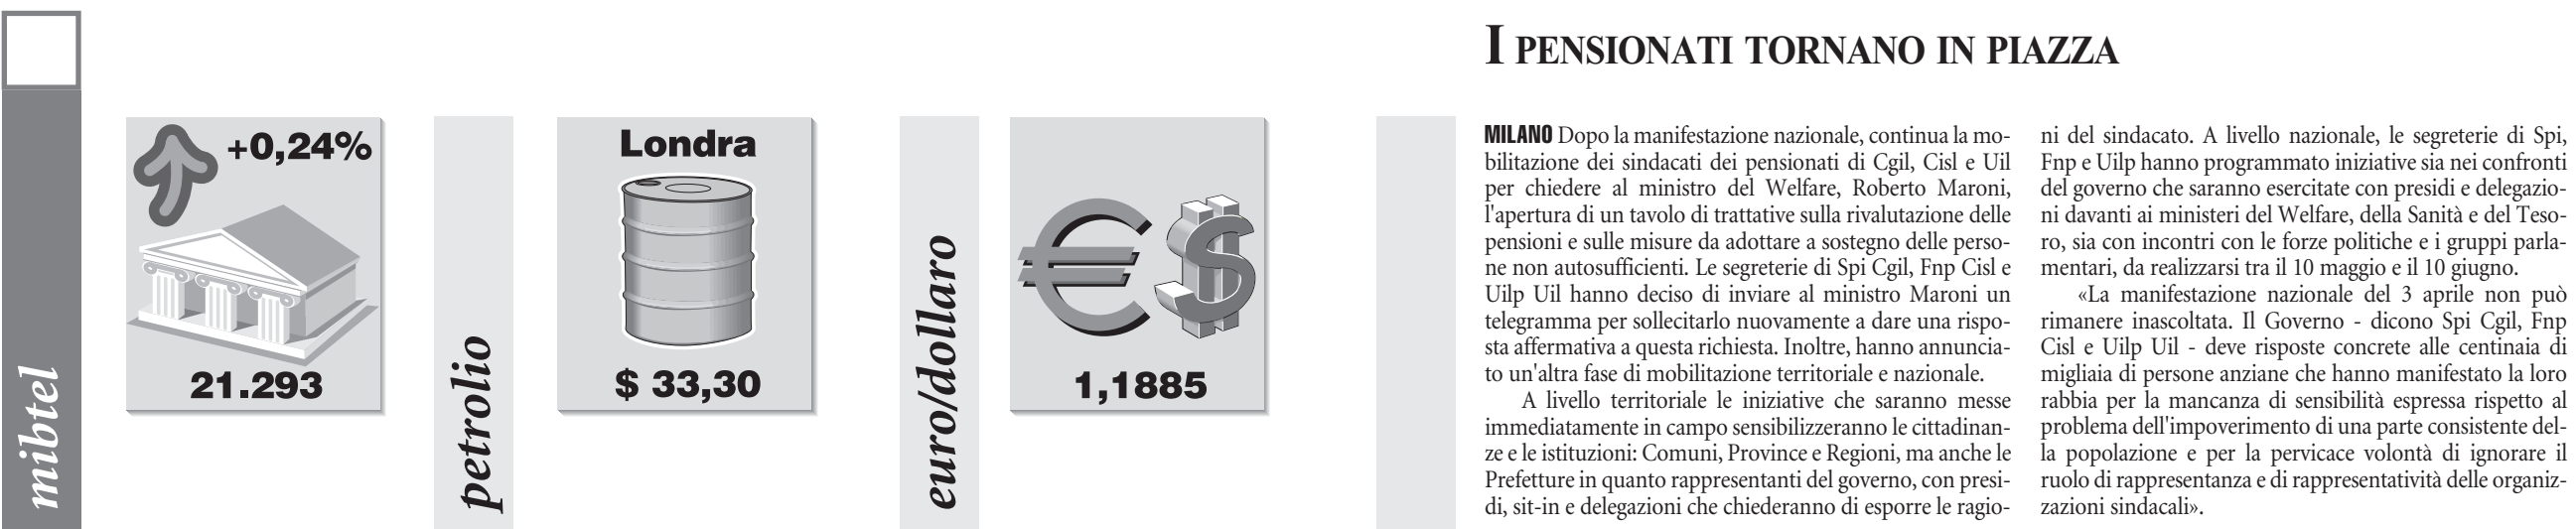 mibtel
+0,24%
21.293
petrolio
Londra
$ 33,30
euro/dollaro
€ $
1,1885
I PENSIONATI TORNANO IN PIAZZA
MILANO Dopo la manifestazione nazionale, continua la mo-
bilitazione dei sindacati dei pensionati di Cgil, Cisl e Uil
per chiedere al ministro del Welfare, Roberto Maroni,
l'apertura di un tavolo di trattative sulla rivalutazione delle
pensioni e sulle misure da adottare a sostegno delle perso-
ne non autosufficienti. Le segreterie di Spi Cgil, Fnp Cisl e
Uilp Uil hanno deciso di inviare al ministro Maroni un
telegramma per sollecitarlo nuovamente a dare una rispo-
sta affermativa a questa richiesta. Inoltre, hanno annuncia-
to un'altra fase di mobilitazione territoriale e nazionale.
A livello territoriale le iniziative che saranno messe
immediatamente in campo sensibilizzeranno le cittadinan-
ze e le istituzioni: Comuni, Province e Regioni, ma anche le
Prefetture in quanto rappresentanti del governo, con presi-
di, sit-in e delegazioni che chiederanno di esporre le ragio-
ni del sindacato. A livello nazionale, le segreterie di Spi,
Fnp e Uilp hanno programmato iniziative sia nei confronti
del governo che saranno esercitate con presidi e delegazio-
ni davanti ai ministeri del Welfare, della Sanità e del Teso-
ro, sia con incontri con le forze politiche e i gruppi parla-
mentari, da realizzarsi tra il 10 maggio e il 10 giugno.
«La manifestazione nazionale del 3 aprile non può
rimanere inascoltata. Il Governo - dicono Spi Cgil, Fnp
Cisl e Uilp Uil - deve risposte concrete alle centinaia di
migliaia di persone anziane che hanno manifestato la loro
rabbia per la mancanza di sensibilità espressa rispetto al
problema dell'impoverimento di una parte consistente del-
la popolazione e per la pervicace volontà di ignorare il
ruolo di rappresentanza e di rappresentatività delle organiz-
zazioni sindacali».